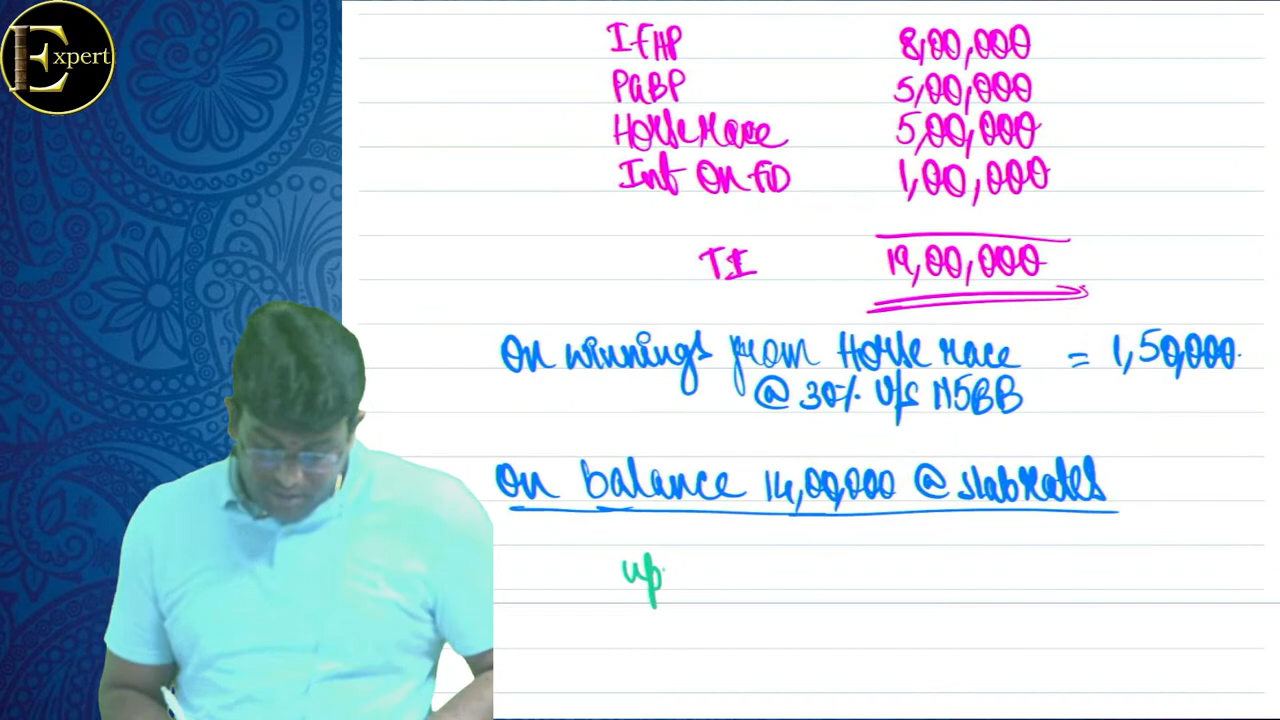 Expert
IFHP 8,00,000
PGBP 5,00,000
Horse race 5,00,000
Int on FD 1,00,000
TI 19,00,000
On winnings from Horse race = 1,50,000.
@ 30% u/s 115BB
On balance 14,00,000 @ slab rates
up